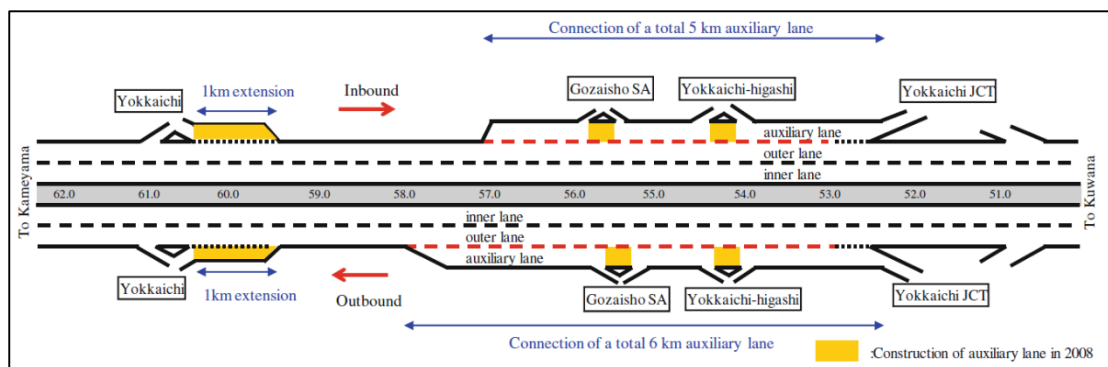 Connection of a total 5 km auxiliary lane
Yokkaichi
1km extension
Inbound
Gozaisho SA
Yokkaichi-higashi
Yokkaichi JCT
auxiliary lane
outer lane
inner lane
To Kameyama
62.0 61.0 60.0 59.0 58.0 57.0 56.0 55.0 54.0 53.0 52.0 51.0
To Kuwana
inner lane
outer lane
auxiliary lane
Yokkaichi
1km extension
Outbound
Gozaisho SA
Yokkaichi-higashi
Yokkaichi JCT
Connection of a total 6 km auxiliary lane
:Construction of auxiliary lane in 2008